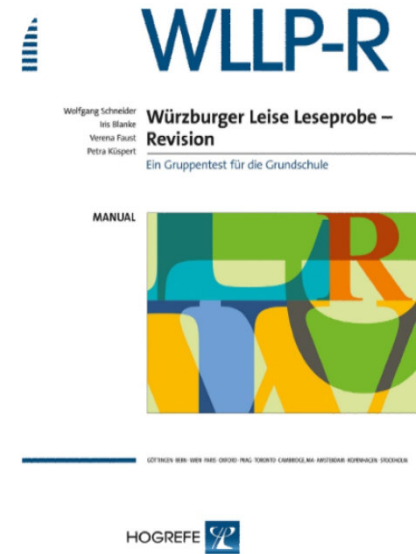 WLLP-R
Wolfgang Schneider
Iris Blanke
Verena Faust
Petra Küspert
Würzburger Leise Leseprobe –
Revision
Ein Gruppentest für die Grundschule
MANUAL
GÖTTINGEN BERN WIEN PARIS OXFORD PRAG TORONTO CAMBRIDGE, MA AMSTERDAM KOPENHAGEN STOCKHOLM
HOGREFE